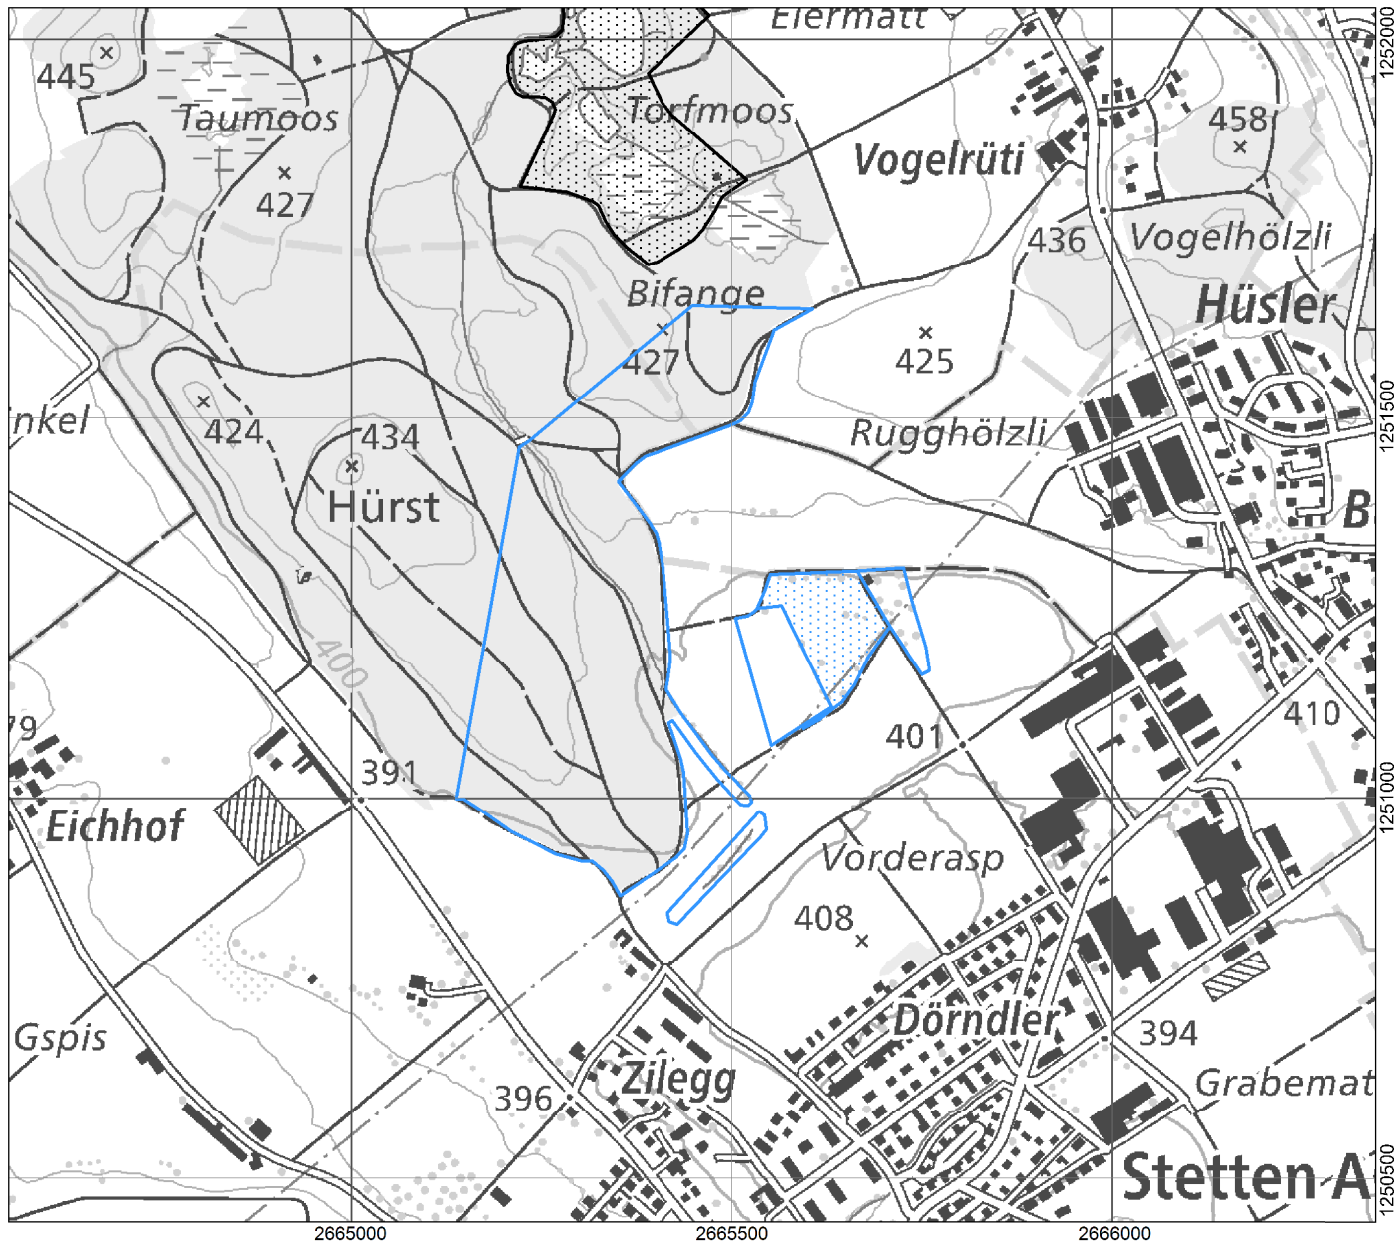 Eiermatt
445
Taumoos
Torfmoos
458
Vogelrüti
427
436
Vogelhölzli
Bifange
Hüsler
427
425
nkel
424
434
Rugghölzli
Hürst
B
400
79
410
401
391
Eichhof
Vorderasp
408
Gspis
Dörndler
394
Zilegg
396
Grabemat
Stetten A
2665000
2665500
2666000
1252000
1251500
1251000
1250500